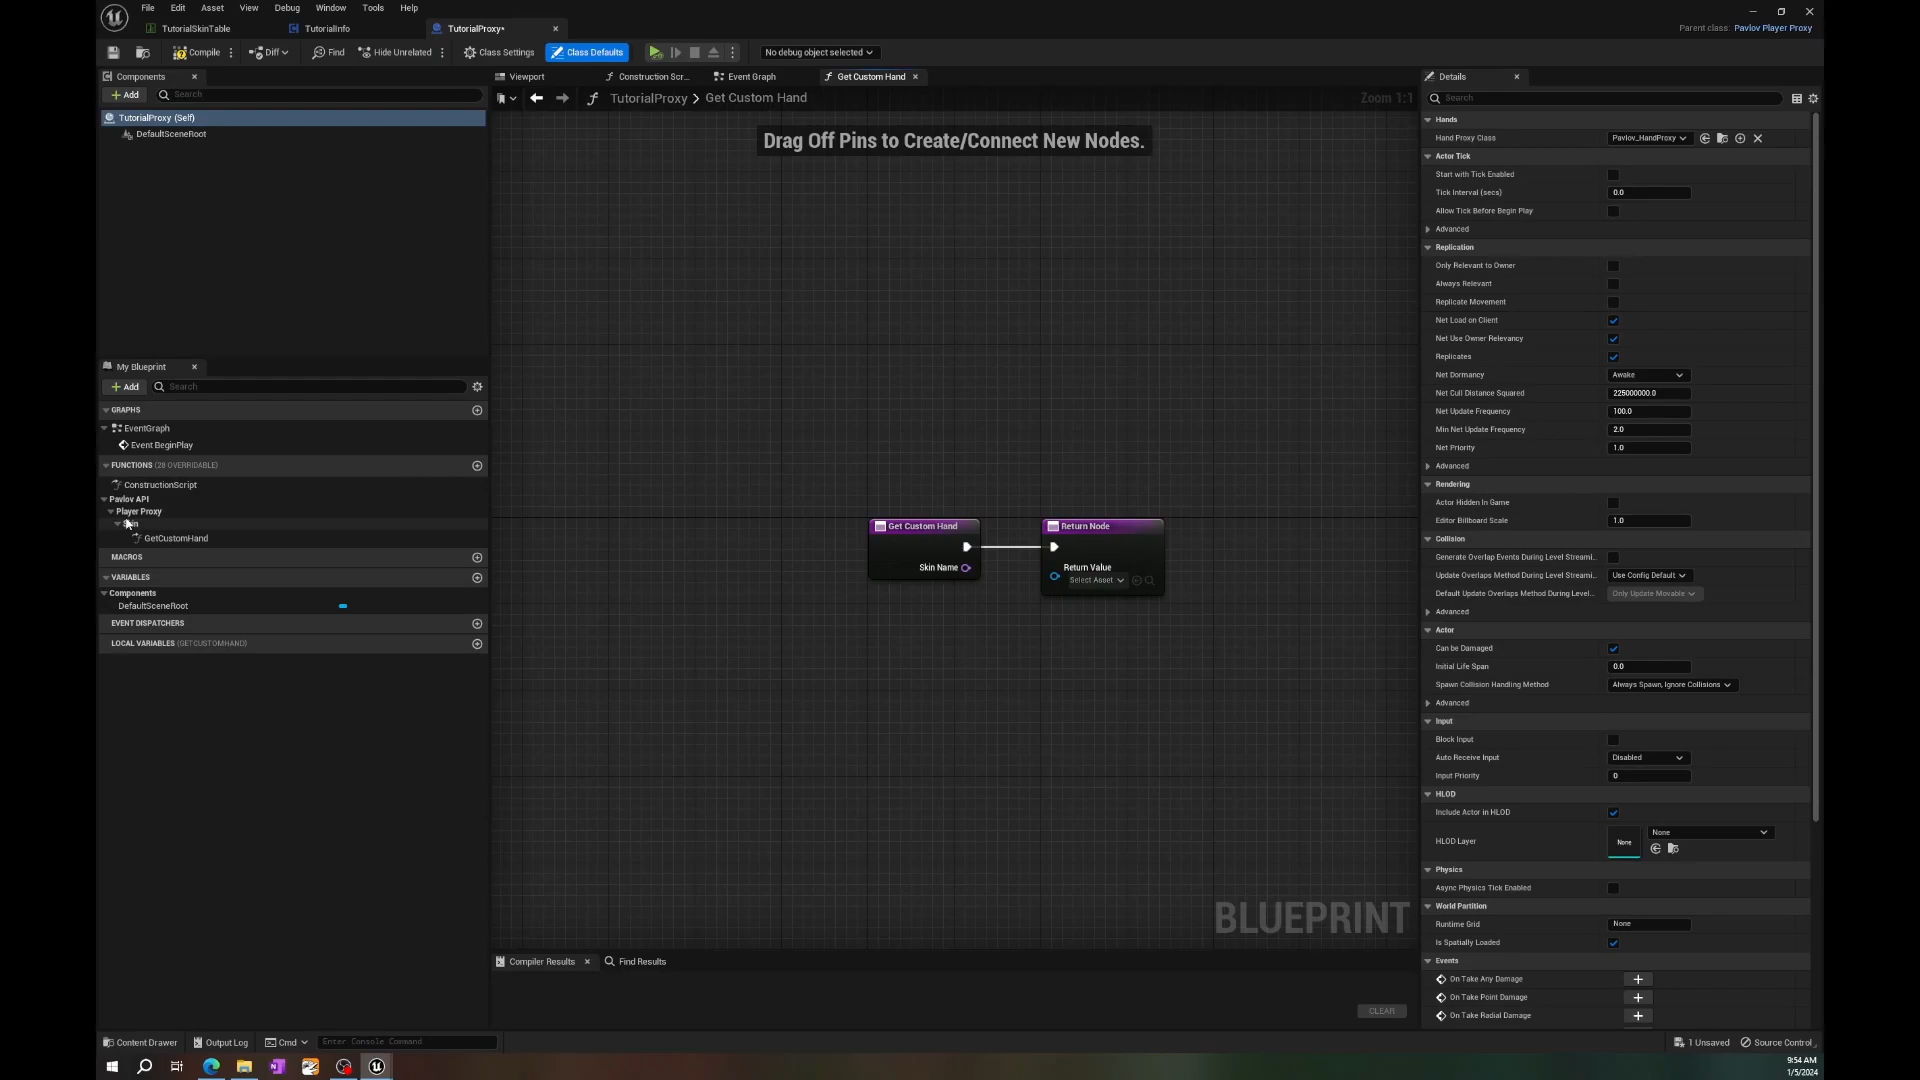 File Edit Asset View Debug Window Tools Help
TutorialSkinTable TutorialInfo TutorialProxy*
Parent class: Pavlov Player Proxy
Compile Diff Find Hide Unrelated Class Settings Class Defaults No debug object selected
Components
Add Search
TutorialProxy (Self)
DefaultSceneRoot
My Blueprint
Add Search
GRAPHS
EventGraph
Event BeginPlay
FUNCTIONS (28 OVERRIDABLE)
ConstructionScript
Pavlov API
Player Proxy
GetCustomHand
MACROS
VARIABLES
Components
DefaultSceneRoot
EVENT DISPATCHERS
LOCAL VARIABLES (GETCUSTOMHAND)
Viewport Construction Scr... Event Graph Get Custom Hand
TutorialProxy > Get Custom Hand Zoom 1:1
Drag Off Pins to Create/Connect New Nodes.
Get Custom Hand
Skin Name
Return Node
Return Value
Select Asset
BLUEPRINT
Compiler Results Find Results
CLEAR
Details
Search
Hands
Hand Proxy Class Pavlov_HandProxy
Actor Tick
Start with Tick Enabled
Tick Interval (secs) 0.0
Allow Tick Before Begin Play
Advanced
Replication
Only Relevant to Owner
Always Relevant
Replicate Movement
Net Load on Client
Net Use Owner Relevancy
Replicates
Net Dormancy Awake
Net Cull Distance Squared 225000000.0
Net Update Frequency 100.0
Min Net Update Frequency 2.0
Net Priority 1.0
Advanced
Rendering
Actor Hidden In Game
Editor Billboard Scale 1.0
Collision
Generate Overlap Events During Level Streami...
Update Overlaps Method During Level Streami... Use Config Default
Default Update Overlaps Method During Level... Only Update Movable
Advanced
Actor
Can be Damaged
Initial Life Span 0.0
Spawn Collision Handling Method Always Spawn, Ignore Collisions
Advanced
Input
Block Input
Auto Receive Input Disabled
Input Priority 0
HLOD
Include Actor in HLOD
HLOD Layer None None
Physics
Async Physics Tick Enabled
World Partition
Runtime Grid None
Is Spatially Loaded
Events
On Take Any Damage
On Take Point Damage
On Take Radial Damage
Content Drawer Output Log Cmd Enter Console Command 1 Unsaved Source Control
9:54 AM
1/5/2024